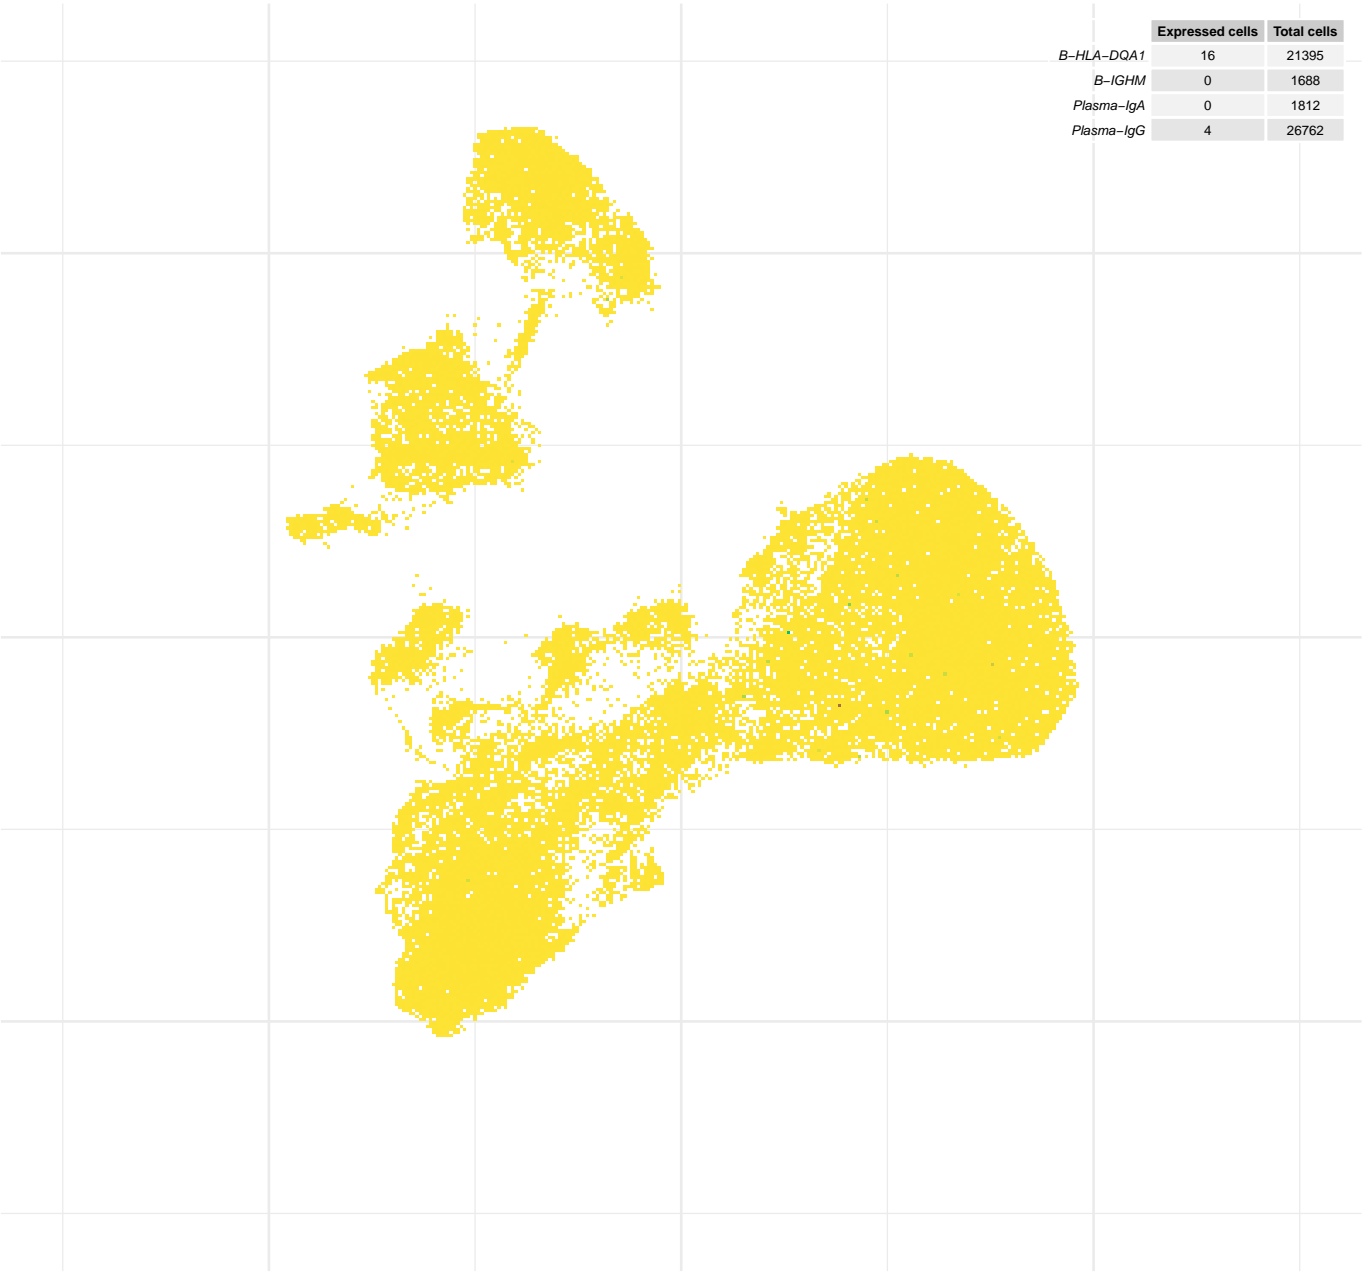 Expressed cells Total cells
B−HLA−DQA1 16 21395
B−IGHM 0 1688
Plasma−IgA 0 1812
Plasma−IgG 4 26762